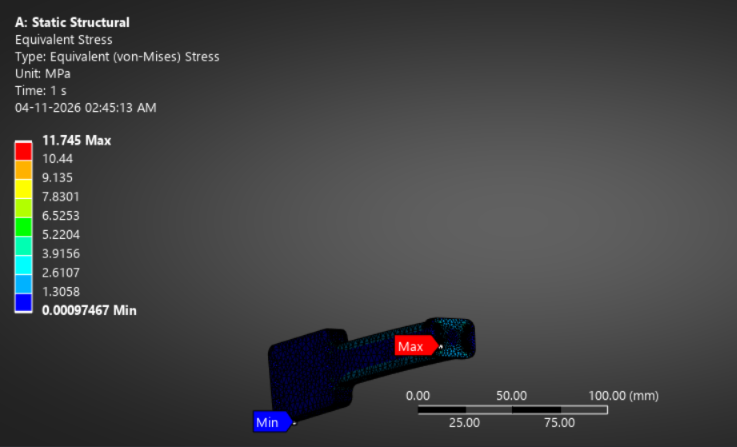 A: Static Structural
Equivalent Stress
Type: Equivalent (von-Mises) Stress
Unit: MPa
Time: 1 s
04-11-2026 02:45:13 AM
11.745 Max
10.44
9.135
7.8301
6.5253
5.2204
3.9156
2.6107
1.3058
0.00097467 Min
Max
Min
0.00 50.00 100.00 (mm)
25.00 75.00